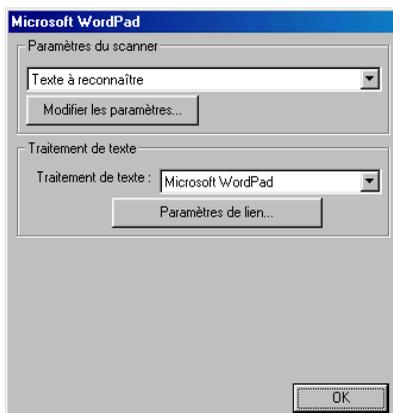 Microsoft WordPad
Paramètres du scanner
Texte à reconnaître
Modifier les paramètres...
Traitement de texte
Traitement de texte : Microsoft WordPad
Paramètres de lien...
OK